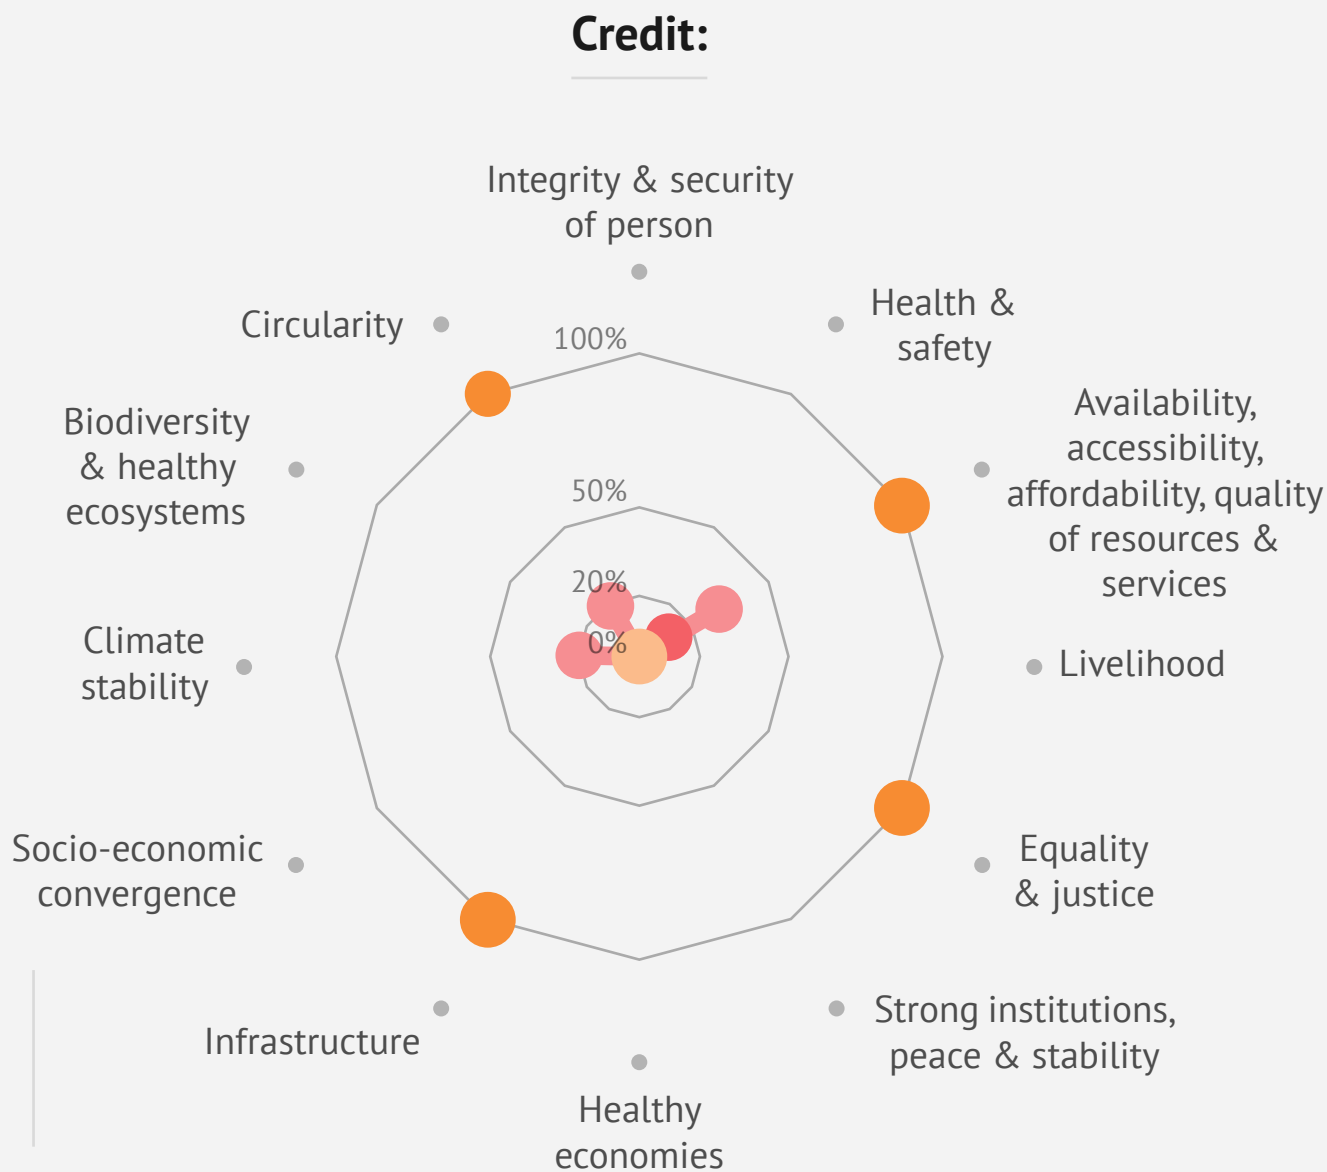 Credit:
Integrity & security
of person
Health &
safety
Circularity
100%
Availability,
accessibility,
affordability, quality
of resources &
services
Biodiversity
& healthy
ecosystems
50%
20%
0%
Climate
stability
Livelihood
Socio-economic
convergence
Equality
& justice
Infrastructure
Strong institutions,
peace & stability
Healthy
economies